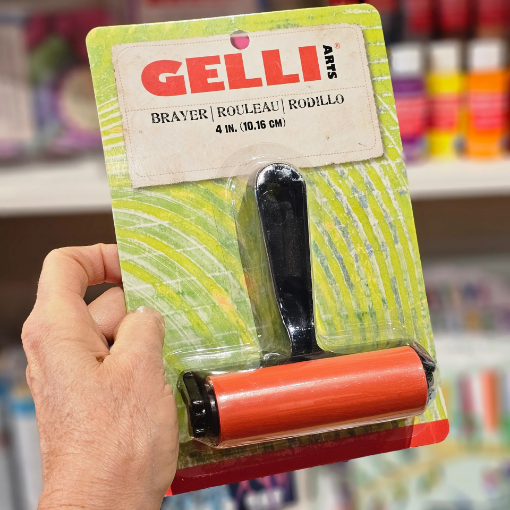 GELLI ARTS®
BRAYER | ROULEAU | RODILLO
4 IN. (10.16 CM)